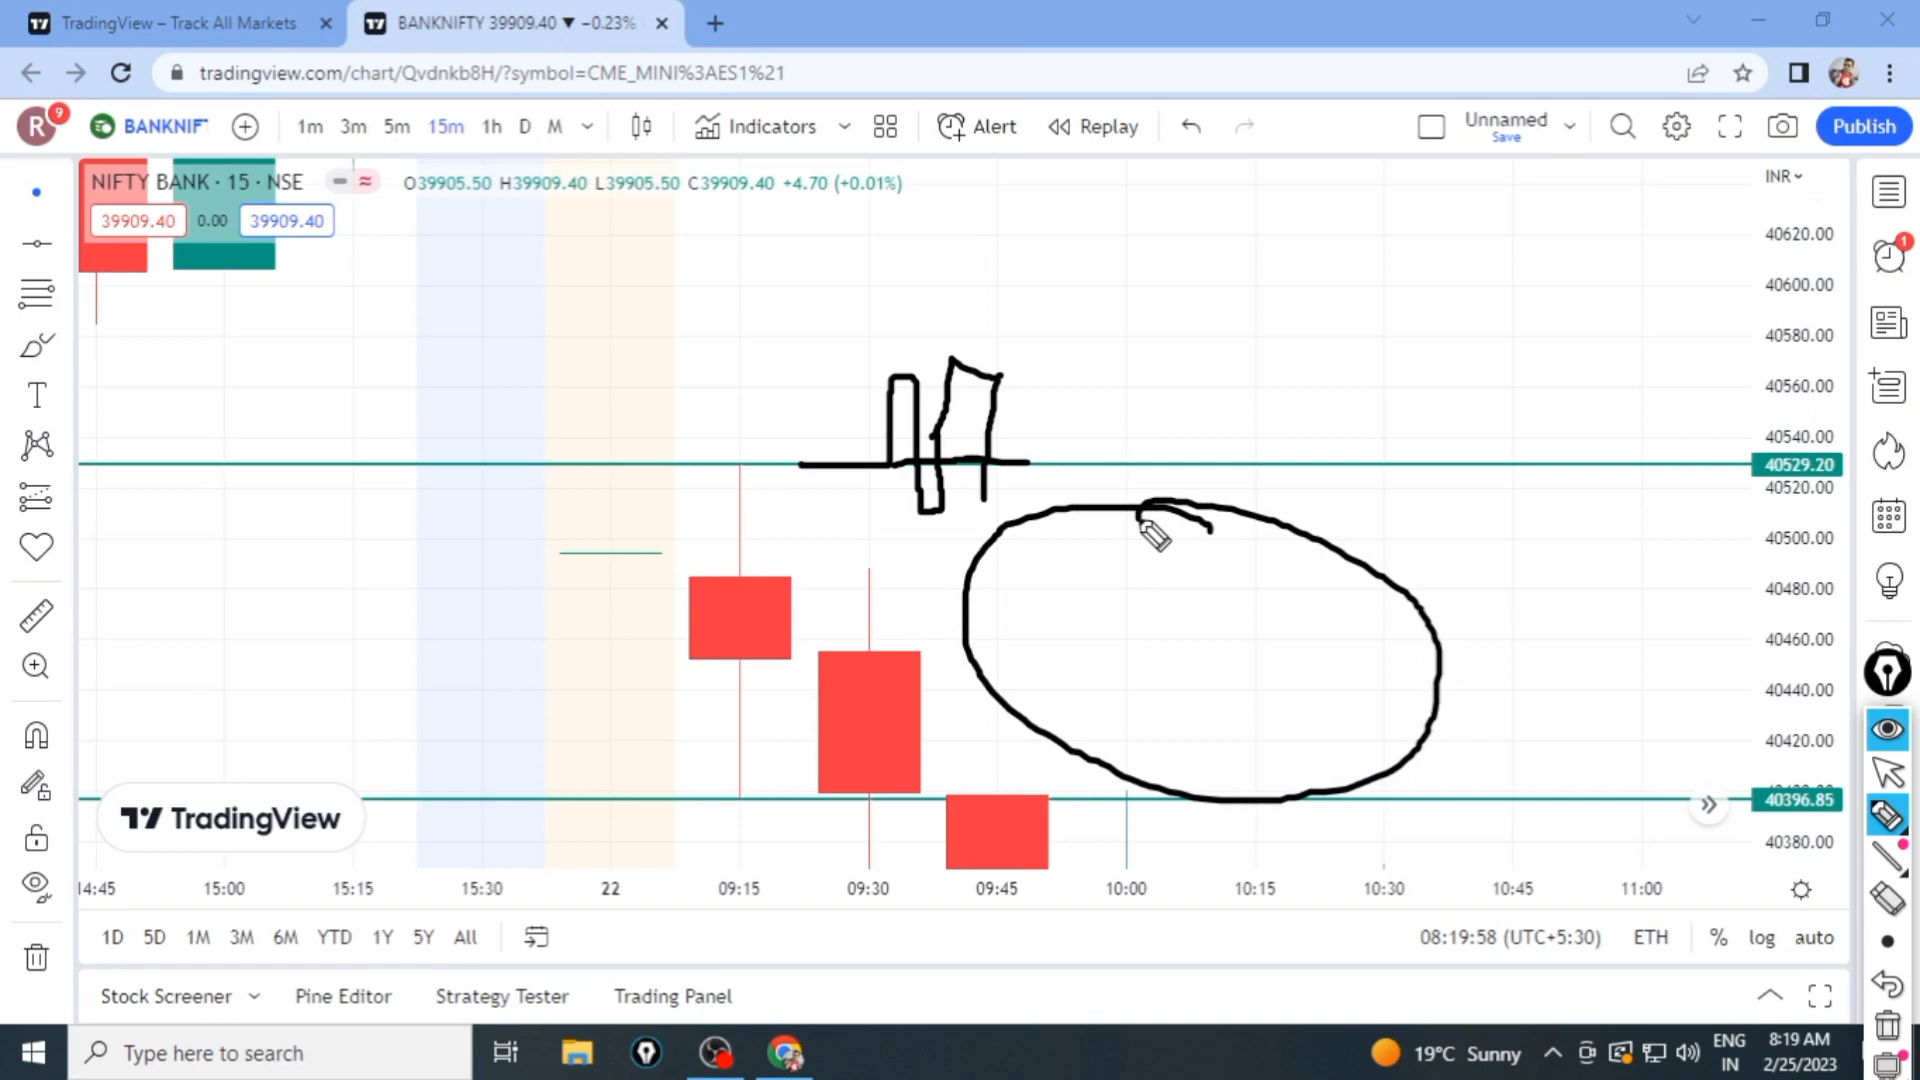 TradingView – Track All Markets
BANKNIFTY 39909.40 ▼ −0.23%
tradingview.com/chart/Qvdnkb8H/?symbol=CME_MINI%3AES1%21
R 9 BANKNIF 1m 3m 5m 15m 1h D M Indicators Alert Replay Unnamed Save Publish
NIFTY BANK · 15 · NSE O39905.50 H39909.40 L39905.50 C39909.40 +4.70 (+0.01%) INR
39909.40 0.00 39909.40
40620.00
1
40600.00
40580.00
40560.00
40540.00
40529.20
40520.00
40500.00
40480.00
40460.00
40440.00
40420.00
40396.85
TradingView
40380.00
14:45 15:00 15:15 15:30 22 09:15 09:30 09:45 10:00 10:15 10:30 10:45 11:00
1D 5D 1M 3M 6M YTD 1Y 5Y All 08:19:58 (UTC+5:30) ETH % log auto
Stock Screener Pine Editor Strategy Tester Trading Panel
Type here to search 19°C Sunny ENG IN 8:19 AM 2/25/2023